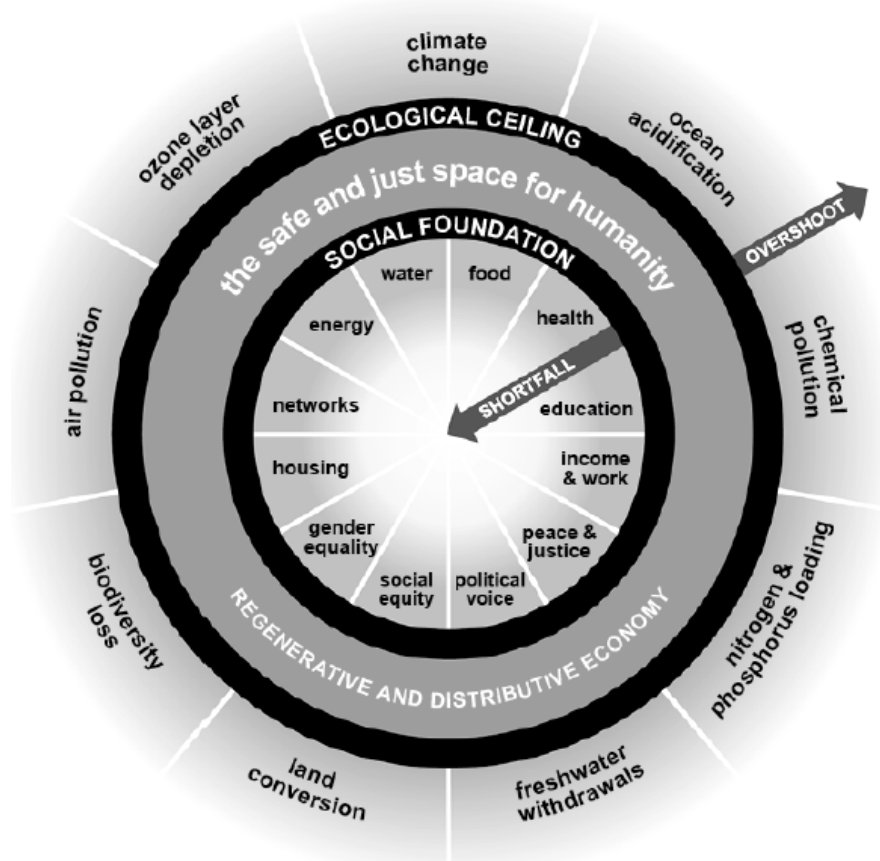 climate
change
ocean
acidification
OVERSHOOT
chemical
pollution
nitrogen &
phosphorus loading
freshwater
withdrawals
land
conversion
biodiversity
loss
air pollution
ozone layer
depletion
ECOLOGICAL CEILING
the safe and just space for humanity
SOCIAL FOUNDATION
water
food
health
SHORTFALL
education
income
& work
peace &
justice
political
voice
social
equity
gender
equality
housing
networks
energy
REGENERATIVE AND DISTRIBUTIVE ECONOMY